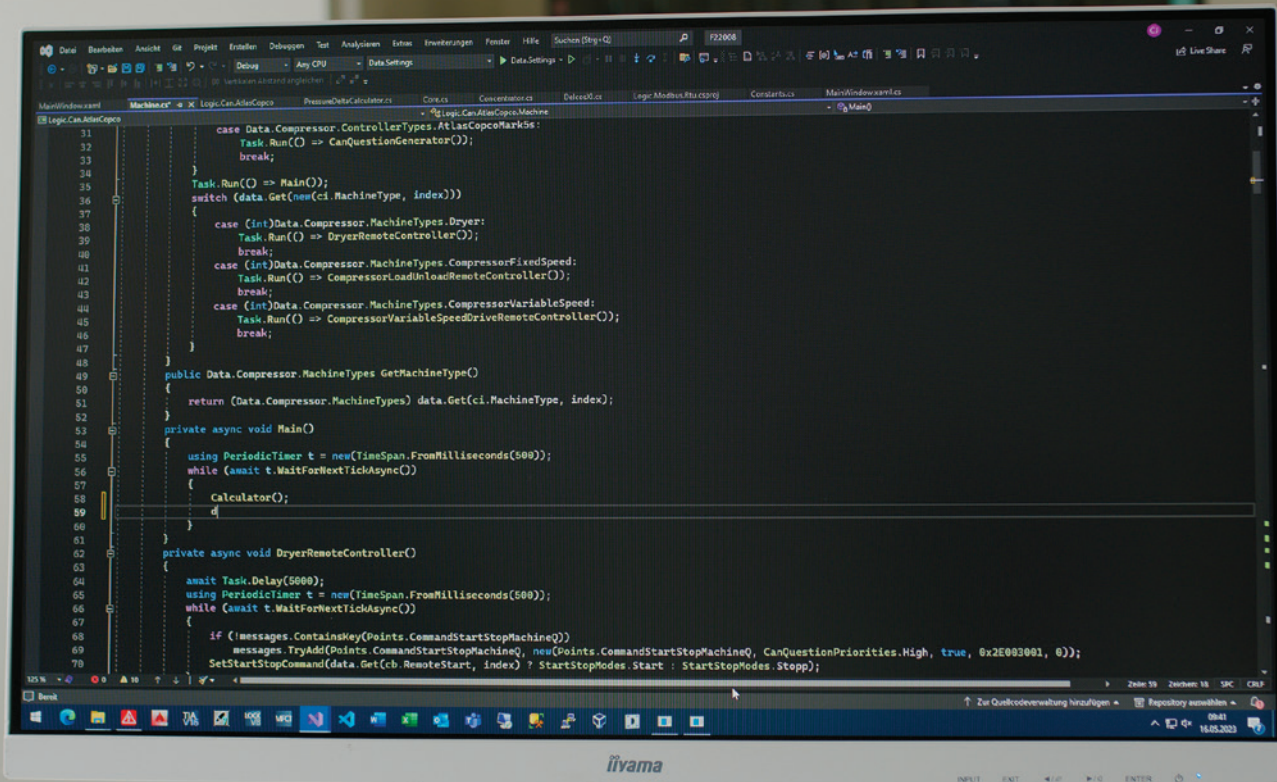 Datei Bearbeiten Ansicht Git Projekt Erstellen Debuggen Test Analysieren Extras Erweiterungen Fenster Hilfe Suchen (Strg+Q) F22008
Debug Any CPU Data.Settings Data.Settings Live Share
Vertikalen Abstand angleichen
MainWindow.xaml Machine.cs* Logic.Can.AtlasCopco PressureDeltaCalculator.cs Core.cs Concentrator.cs Logic.Modbus.Rtu.csproj Constants.cs MainWindow.xaml.cs
Logic.Can.AtlasCopco Logic.Can.AtlasCopco.Machine Main()
31 case Data.Compressor.ControllerTypes.AtlasCopcoMark5s:
32 Task.Run(() => CanQuestionGenerator());
33 break;
34 }
35 Task.Run(() => Main());
36 switch (data.Get(new(ci.MachineType, index)))
37 {
38 case (int)Data.Compressor.MachineTypes.Dryer:
39 Task.Run(() => DryerRemoteController());
40 break;
41 case (int)Data.Compressor.MachineTypes.CompressorFixedSpeed:
42 Task.Run(() => CompressorLoadUnloadRemoteController());
43 break;
44 case (int)Data.Compressor.MachineTypes.CompressorVariableSpeed:
45 Task.Run(() => CompressorVariableSpeedDriveRemoteController());
46 break;
47 }
48 }
49 public Data.Compressor.MachineTypes GetMachineType()
50 {
51 return (Data.Compressor.MachineTypes) data.Get(ci.MachineType, index);
52 }
53 private async void Main()
54 {
55 using PeriodicTimer t = new(TimeSpan.FromMilliseconds(500));
56 while (await t.WaitForNextTickAsync())
57 {
58 Calculator();
59 d
60 }
61 }
62 private async void DryerRemoteController()
63 {
64 await Task.Delay(5000);
65 using PeriodicTimer t = new(TimeSpan.FromMilliseconds(500));
66 while (await t.WaitForNextTickAsync())
67 {
68 if (!messages.ContainsKey(Points.CommandStartStopMachineQ))
69 messages.TryAdd(Points.CommandStartStopMachineQ, new(Points.CommandStartStopMachineQ, CanQuestionPriorities.High, true, 0x2E003001, 0));
70 SetStartStopCommand(data.Get(cb.RemoteStart, index) ? StartStopModes.Start : StartStopModes.Stopp);
125 % 0 10 Zeile: 59 Zeichen: 18 SPC CRLF
Bereit Zur Quellcodeverwaltung hinzufügen Repository auswählen
09:41
16.05.2023
iiyama
INPUT EXIT ENTER